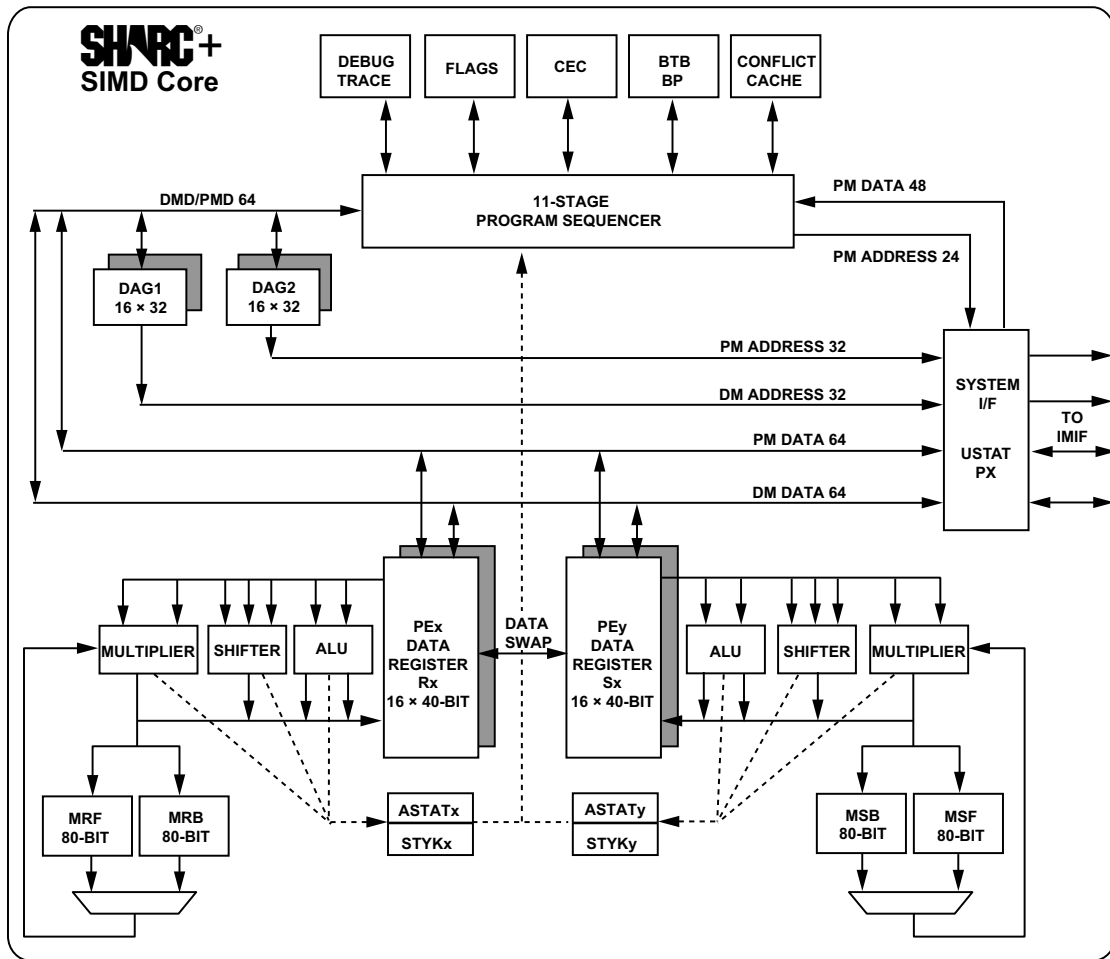 SHARC®+
SIMD Core
DEBUG
TRACE
FLAGS
CEC
BTB
BP
CONFLICT
CACHE
DMD/PMD 64
11-STAGE
PROGRAM SEQUENCER
PM DATA 48
PM ADDRESS 24
DAG1
16 × 32
DAG2
16 × 32
PM ADDRESS 32
DM ADDRESS 32
PM DATA 64
DM DATA 64
SYSTEM
I/F
USTAT
PX
TO
IMIF
MULTIPLIER
SHIFTER
ALU
PEx
DATA
REGISTER
Rx
16 × 40-BIT
DATA
SWAP
PEy
DATA
REGISTER
Sx
16 × 40-BIT
ALU
SHIFTER
MULTIPLIER
MRF
80-BIT
MRB
80-BIT
ASTATx
STYKx
ASTATy
STYKy
MSB
80-BIT
MSF
80-BIT